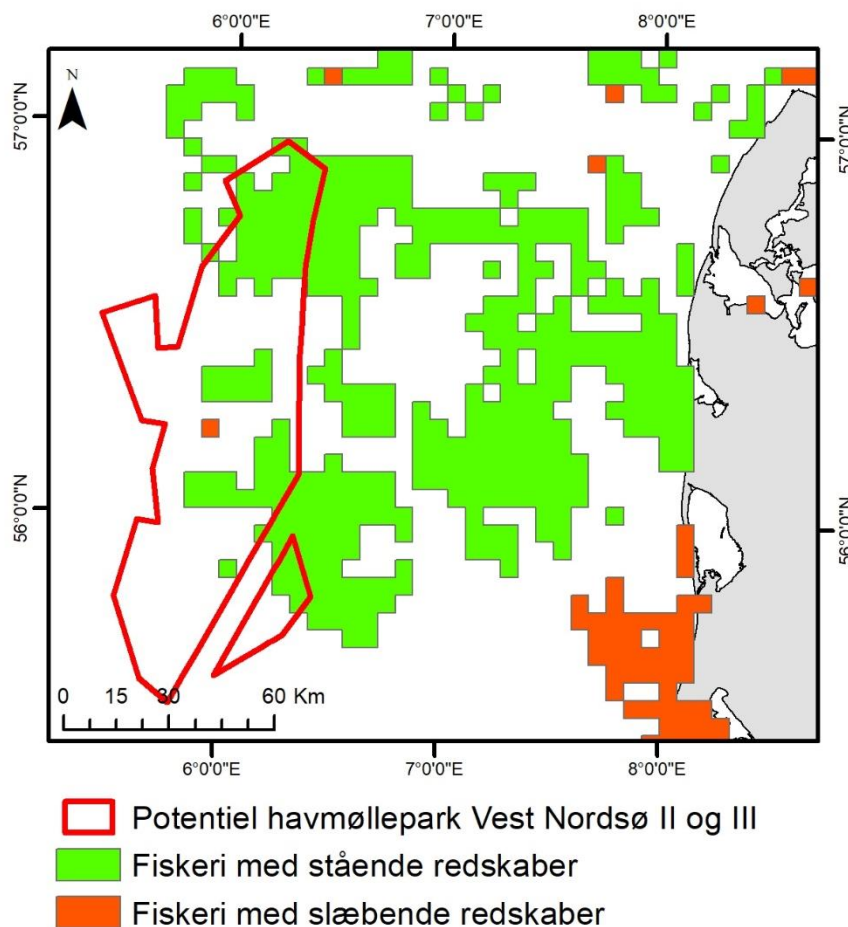 6°0'0"E 7°0'0"E 8°0'0"E
N
57°0'0"N
57°0'0"N
56°0'0"N
56°0'0"N
0 15 30 60 Km
6°0'0"E 7°0'0"E 8°0'0"E
Potentiel havmøllepark Vest Nordsø II og III
Fiskeri med stående redskaber
Fiskeri med slæbende redskaber